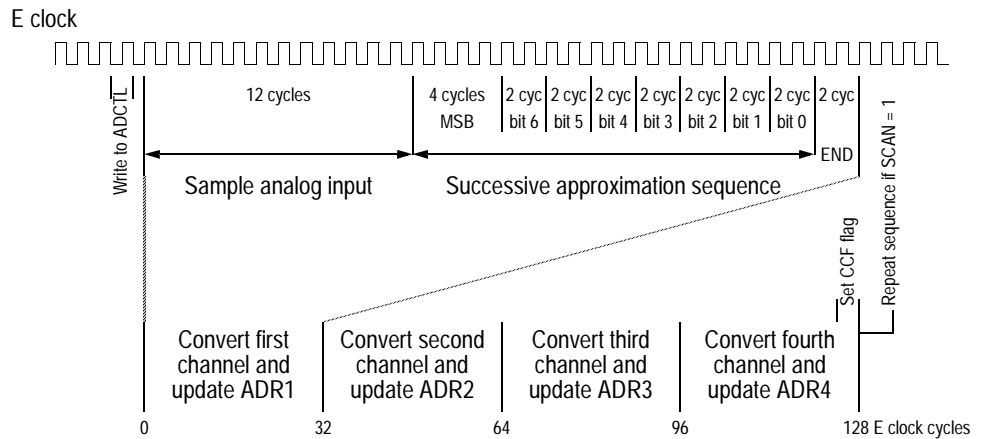 E clock
Write to ADCTL
12 cycles
4 cycles
MSB
2 cyc
bit 6
2 cyc
bit 5
2 cyc
bit 4
2 cyc
bit 3
2 cyc
bit 2
2 cyc
bit 1
2 cyc
bit 0
2 cyc
END
Sample analog input
Successive approximation sequence
Set CCF flag
Repeat sequence if SCAN = 1
Convert first
channel and
update ADR1
Convert second
channel and
update ADR2
Convert third
channel and
update ADR3
Convert fourth
channel and
update ADR4
0
32
64
96
128 E clock cycles